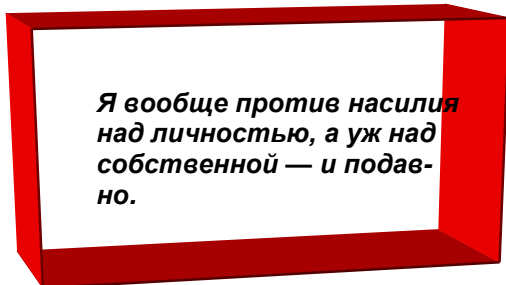 Я вообще против насилия
над личностью, а уж над
собственной — и подав-
но.